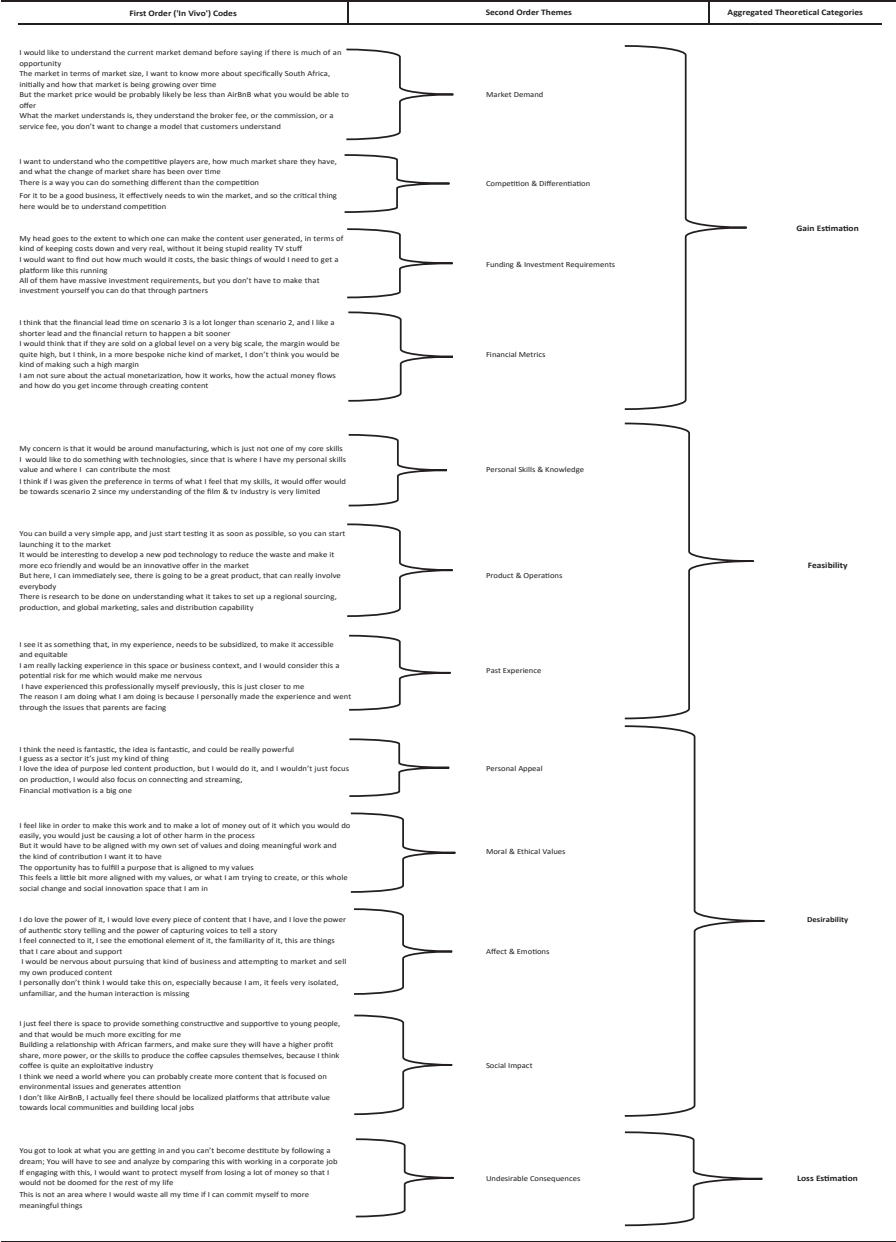 First Order ('In Vivo') Codes
Second Order Themes
Aggregated Theoretical Categories
I would like to understand the current market demand before saying if there is much of an
opportunity
The market in terms of market size, I want to know more about specifically South Africa,
initially and how that market is being growing over time
But the market price would be probably likely be less than AirBnB what you would be able to
offer
What the market understands is, they understand the broker fee, or the commission, or a
service fee, you don't want to change a model that customers understand
Market Demand
I want to understand who the competitive players are, how much market share they have,
and what the change of market share has been over time
There is a way you can do something different than the competition
For it to be a good business, it effectively needs to win the market, and so the critical thing
here would be to understand competition
Competition & Differentiation
Gain Estimation
My head goes to the extent to which one can make the content user generated, in terms of
kind of keeping costs down and very real, without it being stupid reality TV stuff
I would want to find out how much would it costs, the basic things of would I need to get a
platform like this running
All of them have massive investment requirements, but you don't have to make that
investment yourself you can do that through partners
Funding & Investment Requirements
I think that the financial lead time on scenario 3 is a lot longer than scenario 2, and I like a
shorter lead and the financial return to happen a bit sooner
I would think that if they are sold on a global level on a very big scale, the margin would be
quite high, but I think, in a more bespoke niche kind of market, I don't think you would be
kind of making such a high margin
I am not sure about the actual monetarization, how it works, how the actual money flows
and how do you get income through creating content
Financial Metrics
My concern is that it would be around manufacturing, which is just not one of my core skills
I would like to do something with technologies, since that is where I have my personal skills
value and where I can contribute the most
I think if I was given the preference in terms of what I feel that my skills, it would offer would
be towards scenario 2 since my understanding of the film & tv industry is very limited
Personal Skills & Knowledge
You can build a very simple app, and just start testing it as soon as possible, so you can start
launching it to the market
It would be interesting to develop a new pod technology to reduce the waste and make it
more eco friendly and would be an innovative offer in the market
But here, I can immediately see, there is going to be a great product, that can really involve
everybody
There is research to be done on understanding what it takes to set up a regional sourcing,
production, and global marketing, sales and distribution capability
Product & Operations
Feasibility
I see it as something that, in my experience, needs to be subsidized, to make it accessible
and equitable
I am really lacking experience in this space or business context, and I would consider this a
potential risk for me which would make me nervous
I have experienced this professionally myself previously, this is just closer to me
The reason I am doing what I am doing is because I personally made the experience and went
through the issues that parents are facing
Past Experience
I think the need is fantastic, the idea is fantastic, and could be really powerful
I guess as a sector it's just my kind of thing
I love the idea of purpose led content production, but I would do it, and I wouldn't just focus
on production, I would also focus on connecting and streaming,
Financial motivation is a big one
Personal Appeal
I feel like in order to make this work and to make a lot of money out of it which you would do
easily, you would just be causing a lot of other harm in the process
But it would have to be aligned with my own set of values and doing meaningful work and
the kind of contribution I want it to have
The opportunity has to fulfill a purpose that is aligned to my values
This feels a little bit more aligned with my values, or what I am trying to create, or this whole
social change and social innovation space that I am in
Moral & Ethical Values
I do love the power of it, I would love every piece of content that I have, and I love the power
of authentic story telling and the power of capturing voices to tell a story
I feel connected to it, I see the emotional element of it, the familiarity of it, this are things
that I care about and support
I would be nervous about pursuing that kind of business and attempting to market and sell
my own produced content
I personally don't think I would take this on, especially because I am, it feels very isolated,
unfamiliar, and the human interaction is missing
Affect & Emotions
Desirability
I just feel there is space to provide something constructive and supportive to young people,
and that would be much more exciting for me
Building a relationship with African farmers, and make sure they will have a higher profit
share, more power, or the skills to produce the coffee capsules themselves, because I think
coffee is quite an exploitative industry
I think we need a world where you can probably create more content that is focused on
environmental issues and generates attention
I don't like AirBnB, I actually feel there should be localized platforms that attribute value
towards local communities and building local jobs
Social Impact
You got to look at what you are getting in and you can't become destitute by following a
dream; You will have to see and analyze by comparing this with working in a corporate job
If engaging with this, I would want to protect myself from losing a lot of money so that I
would not be doomed for the rest of my life
This is not an area where I would waste all my time if I can commit myself to more
meaningful things
Undesirable Consequences
Loss Estimation